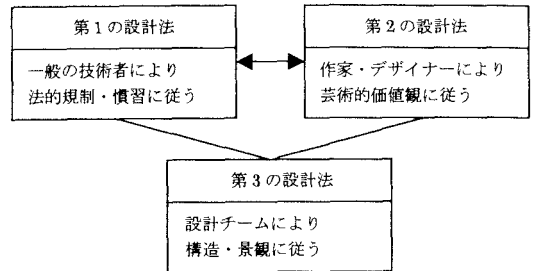 第1の設計法
一般の技術者により
法的規制・慣習に従う
第2の設計法
作家・デザイナーにより
芸術的価値観に従う
第3の設計法
設計チームにより
構造・景観に従う